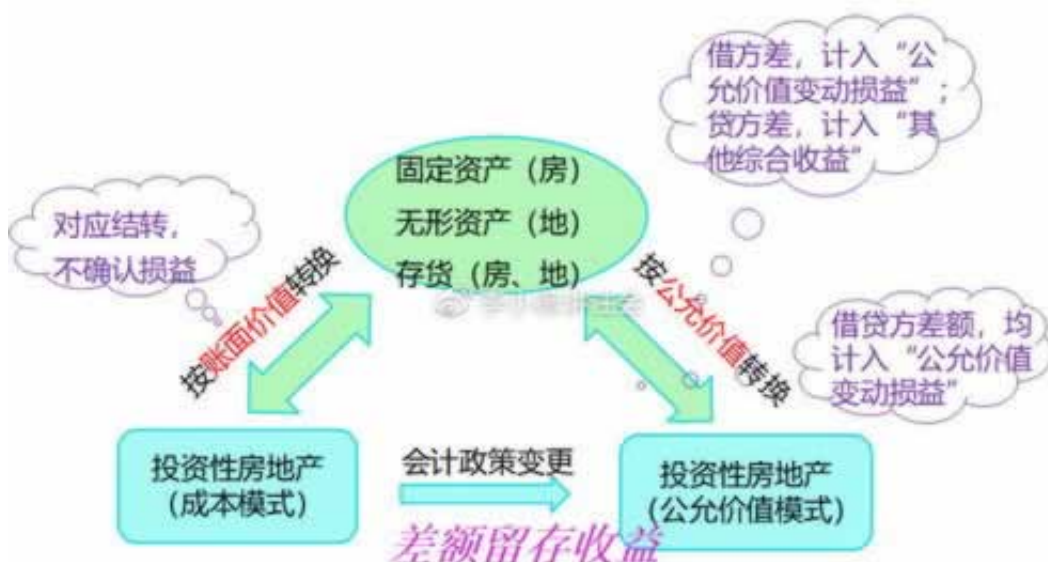 借方差，计入“公
允价值变动损益”；
贷方差，计入“其
他综合收益”
固定资产（房）
无形资产（地）
存货（房、地）
对应结转，
不确认损益
按账面价值转换
按公允价值转换
借贷方差额，均
计入“公允价值
变动损益”
投资性房地产
（成本模式）
会计政策变更
差额留存收益
投资性房地产
（公允价值模式）